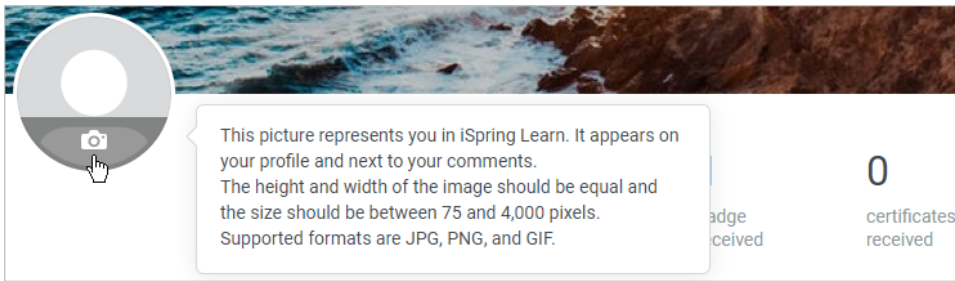 This picture represents you in iSpring Learn. It appears on
your profile and next to your comments.
The height and width of the image should be equal and
the size should be between 75 and 4,000 pixels.
Supported formats are JPG, PNG, and GIF.
0
certificates
received